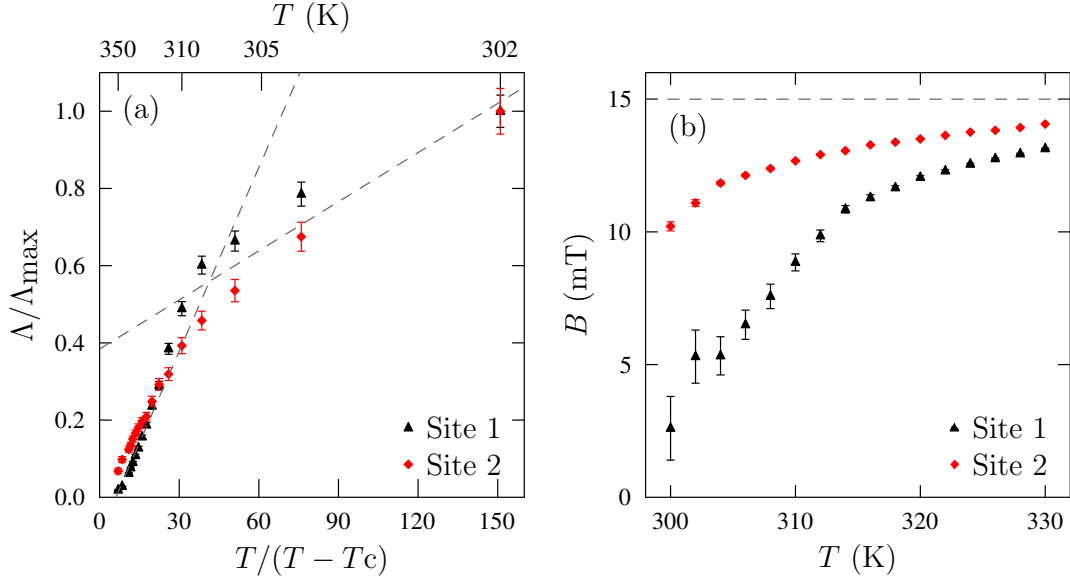 T (K)
350 310 305 302
(a)
1.0
0.8
0.6
0.4
0.2
0.0
Λ/Λmax
Site 1
Site 2
0 30 60 90 120 150
T/(T − Tc)
(b)
15
10
5
0
B (mT)
Site 1
Site 2
300 310 320 330
T (K)